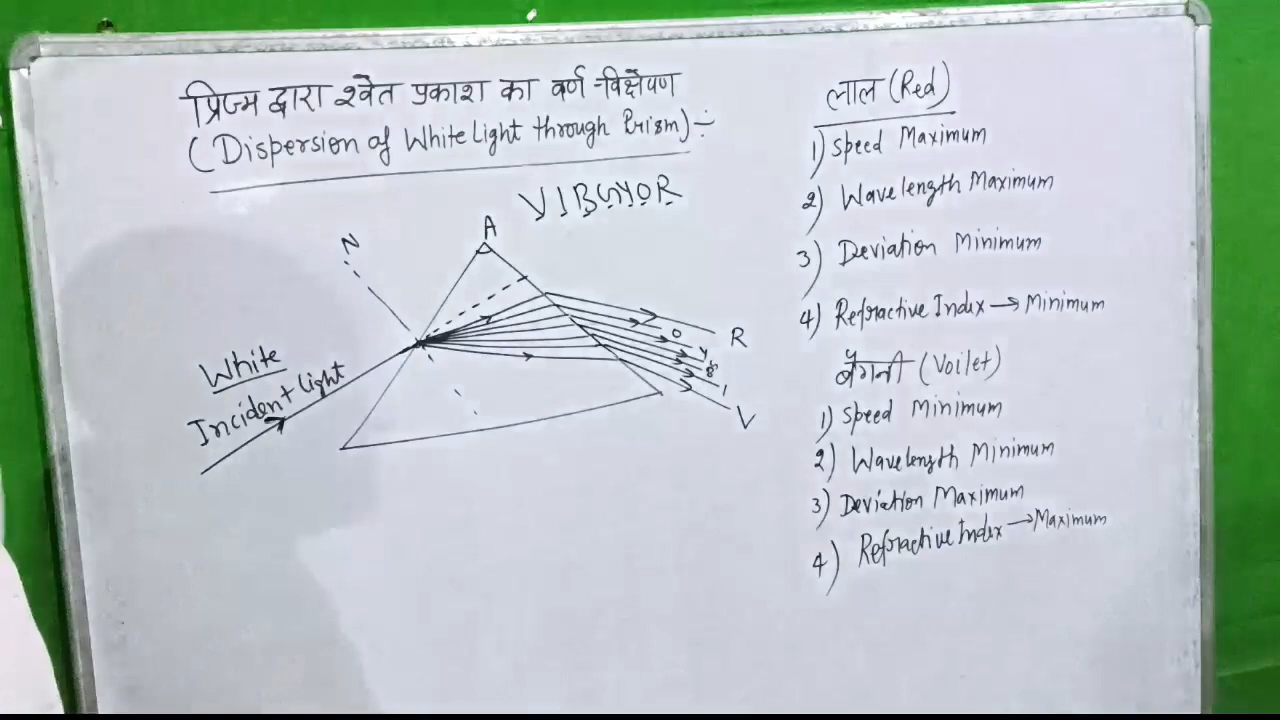 प्रिज्म द्वारा श्वेत प्रकाश का वर्ण-विक्षेपण
(Dispersion of White Light through Prism) ÷
VIBGYOR
N
A
White
Incident Light
R
O
Y
G
B
I
V
लाल (Red)
1) Speed Maximum
2) Wavelength Maximum
3) Deviation Minimum
4) Refractive Index → Minimum
बैगनी (Voilet)
1) Speed Minimum
2) Wavelength Minimum
3) Deviation Maximum
4) Refractive Index → Maximum